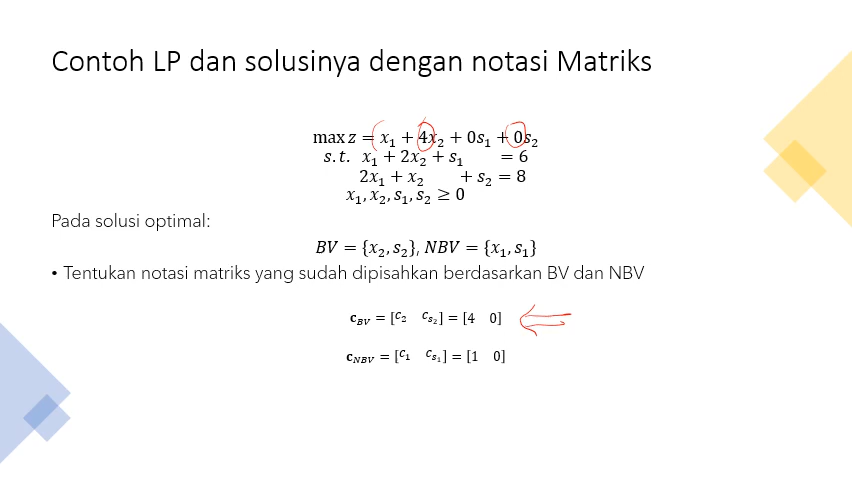 Contoh LP dan solusinya dengan notasi Matriks
max z = x₁ + 4x₂ + 0s₁ + 0s₂
s.t. x₁ + 2x₂ + s₁ = 6
2x₁ + x₂ + s₂ = 8
x₁, x₂, s₁, s₂ ≥ 0
Pada solusi optimal:
BV = {x₂, s₂}, NBV = {x₁, s₁}
• Tentukan notasi matriks yang sudah dipisahkan berdasarkan BV dan NBV
c_BV = [c₂ c_s₂] = [4 0]
c_NBV = [c₁ c_s₁] = [1 0]